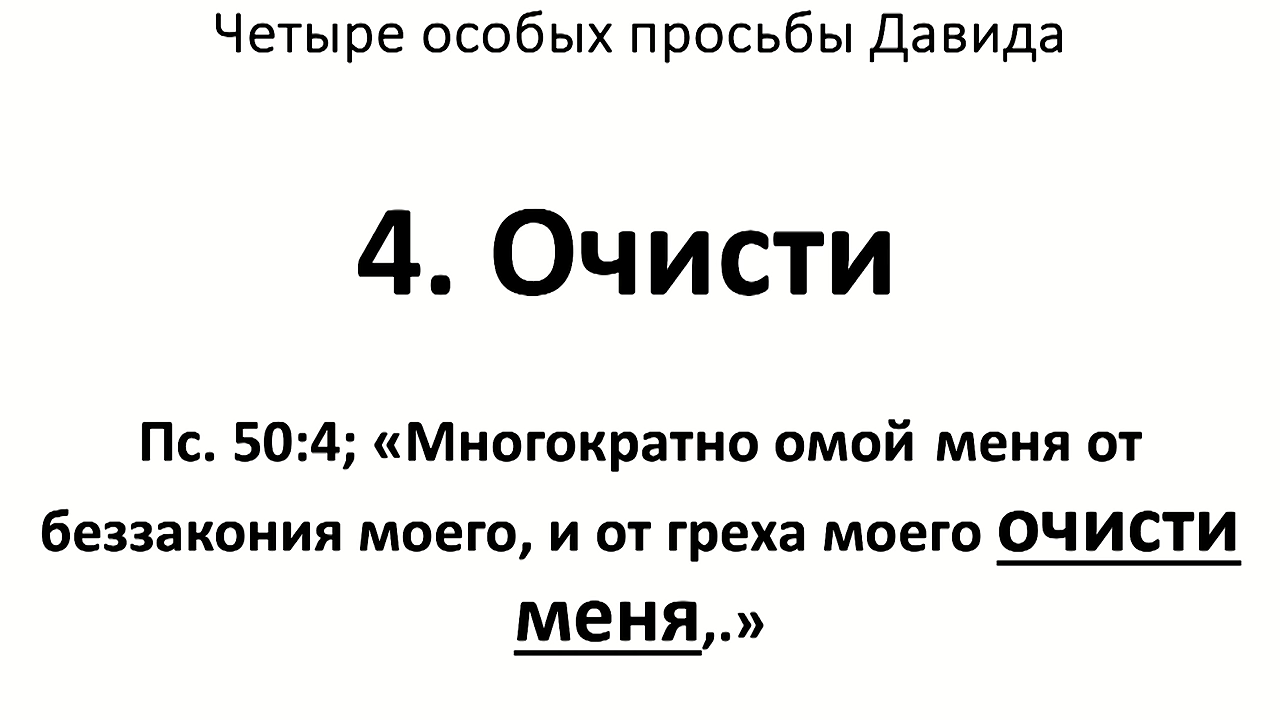 Четыре особых просьбы Давида
4. Очисти
Пс. 50:4; «Многократно омой меня от
беззакония моего, и от греха моего очисти
меня,.»